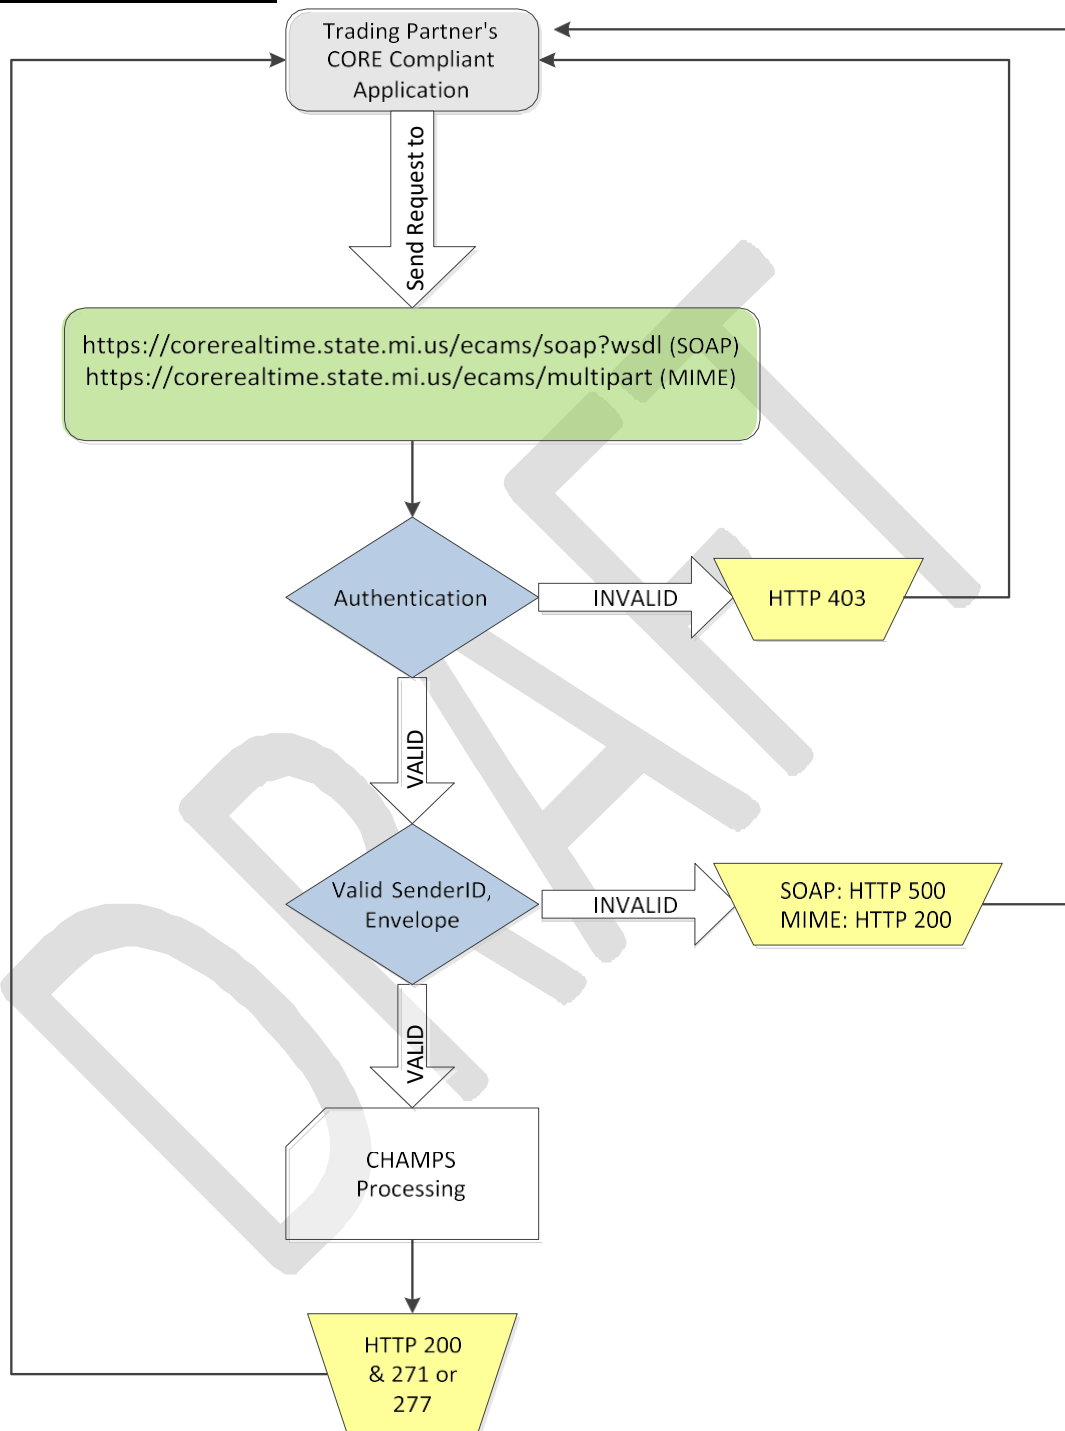 Trading Partner's
CORE Compliant
Application
Send Request to
https://corerealtime.state.mi.us/ecams/soap?wsdl (SOAP)
https://corerealtime.state.mi.us/ecams/multipart (MIME)
Authentication
INVALID
HTTP 403
VALID
Valid SenderID,
Envelope
INVALID
SOAP: HTTP 500
MIME: HTTP 200
VALID
CHAMPS
Processing
HTTP 200
& 271 or
277
DRAFT